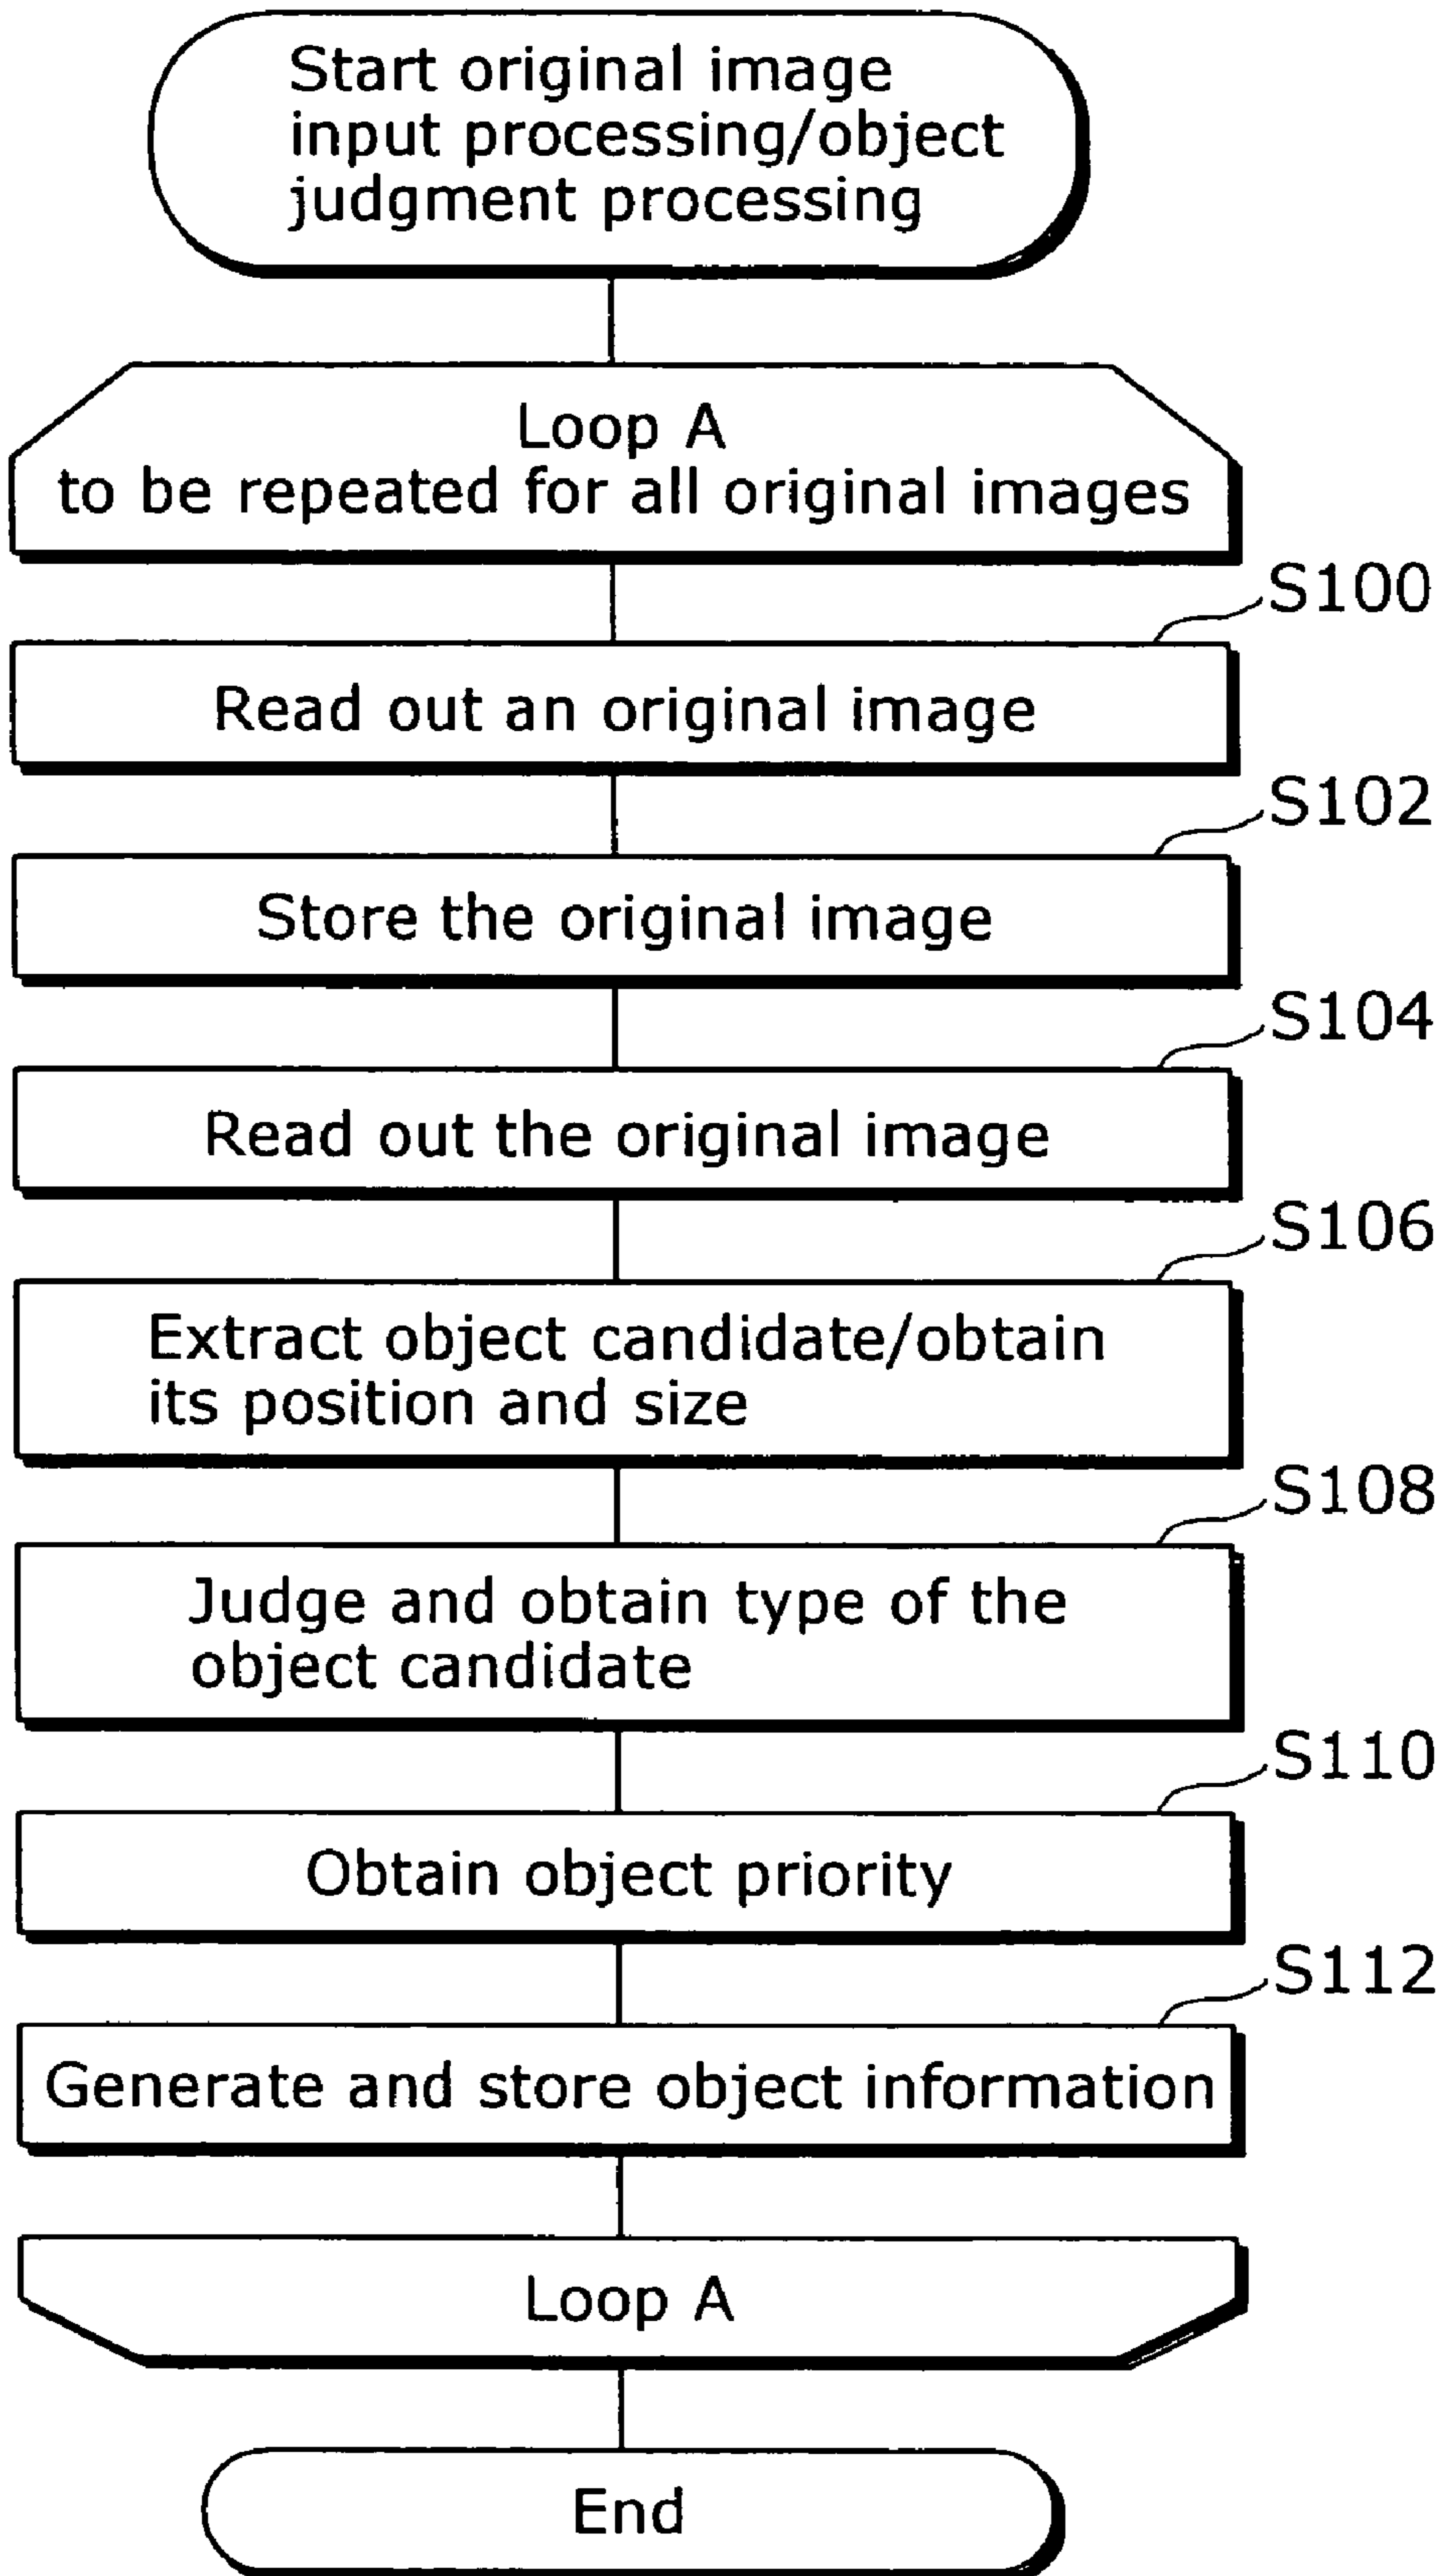 Start original image
input processing/object
judgment processing
Loop A
to be repeated for all original images
S100
Read out an original image
S102
Store the original image
S104
Read out the original image
S106
Extract object candidate/obtain
its position and size
S108
Judge and obtain type of the
object candidate
S110
Obtain object priority
S112
Generate and store object information
Loop A
End